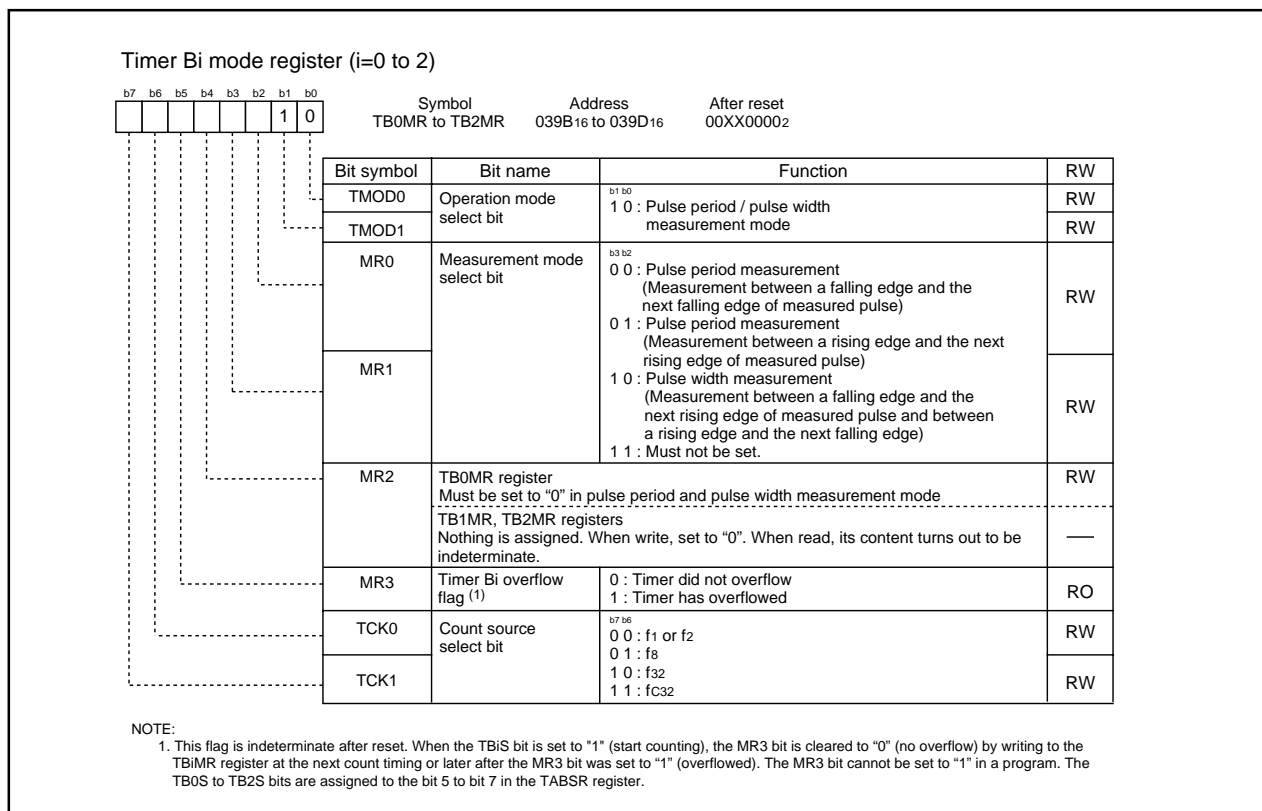 Timer Bi mode register (i=0 to 2)
b7 b6 b5 b4 b3 b2 b1 b0
1 0
Symbol Address After reset
TB0MR to TB2MR 039B16 to 039D16 00XX00002
Bit symbol Bit name Function RW
TMOD0 Operation mode select bit b1 b0 RW
1 0 : Pulse period / pulse width
measurement mode
TMOD1 RW
MR0 Measurement mode
select bit
b3 b2
0 0 : Pulse period measurement
(Measurement between a falling edge and the
next falling edge of measured pulse)
RW
0 1 : Pulse period measurement
(Measurement between a rising edge and the next
rising edge of measured pulse)
MR1
1 0 : Pulse width measurement
(Measurement between a falling edge and the
next rising edge of measured pulse and between
a rising edge and the next falling edge)
RW
1 1 : Must not be set.
MR2 TB0MR register RW
Must be set to “0” in pulse period and pulse width measurement mode
TB1MR, TB2MR registers
Nothing is assigned. When write, set to “0”. When read, its content turns out to be
indeterminate.
—
MR3 Timer Bi overflow
flag (1)
0 : Timer did not overflow
1 : Timer has overflowed
RO
TCK0 Count source
select bit
b7 b6
0 0 : f1 or f2
RW
0 1 : f8
TCK1 1 0 : f32
1 1 : fC32
RW
NOTE:
1. This flag is indeterminate after reset. When the TBiS bit is set to "1" (start counting), the MR3 bit is cleared to “0” (no overflow) by writing to the
TBiMR register at the next count timing or later after the MR3 bit was set to “1” (overflowed). The MR3 bit cannot be set to “1” in a program. The
TB0S to TB2S bits are assigned to the bit 5 to bit 7 in the TABSR register.